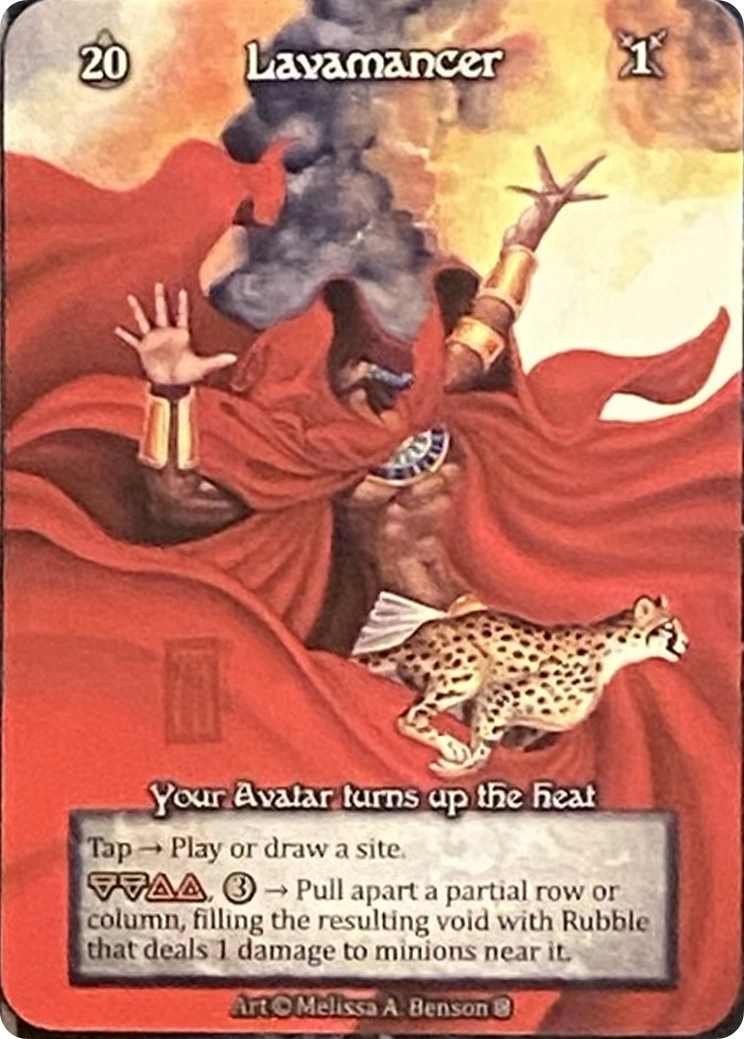 20 Lavamancer 1
Your Avatar turns up the heat
Tap → Play or draw a site.
, ③ → Pull apart a partial row or
column, filling the resulting void with Rubble
that deals 1 damage to minions near it.
Art © Melissa A. Benson